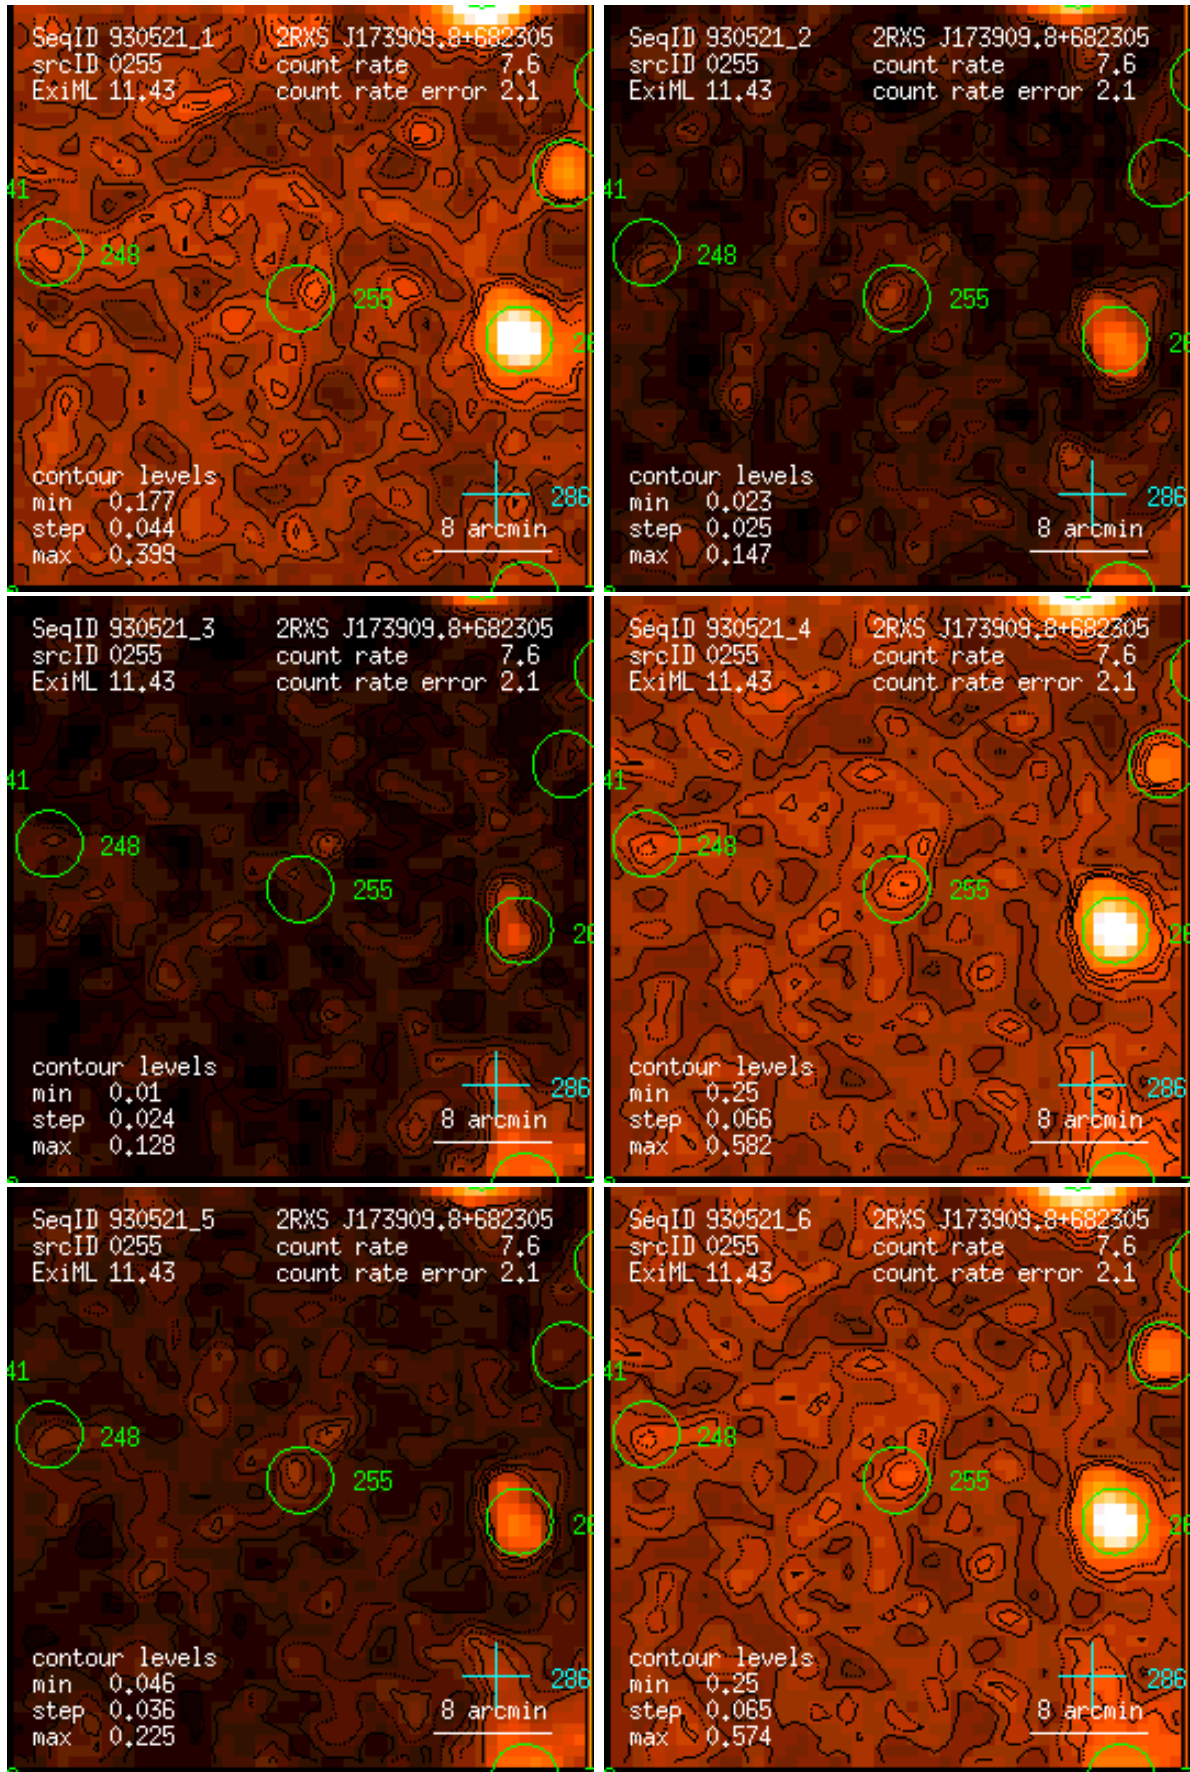 SeqID 930521_1 2RXS J173909.8+682305
srcID 0255 count rate 7.6
ExiML 11.43 count rate error 2.1
41
248
255
26
contour levels
min 0.177
step 0.044
max 0.399
286
8 arcmin
SeqID 930521_2 2RXS J173909.8+682305
srcID 0255 count rate 7.6
ExiML 11.43 count rate error 2.1
41
248
255
26
contour levels
min 0.023
step 0.025
max 0.147
286
8 arcmin
SeqID 930521_3 2RXS J173909.8+682305
srcID 0255 count rate 7.6
ExiML 11.43 count rate error 2.1
41
248
255
26
contour levels
min 0.01
step 0.024
max 0.128
286
8 arcmin
SeqID 930521_4 2RXS J173909.8+682305
srcID 0255 count rate 7.6
ExiML 11.43 count rate error 2.1
41
248
255
26
contour levels
min 0.25
step 0.066
max 0.582
286
8 arcmin
SeqID 930521_5 2RXS J173909.8+682305
srcID 0255 count rate 7.6
ExiML 11.43 count rate error 2.1
41
248
255
26
contour levels
min 0.046
step 0.036
max 0.225
286
8 arcmin
SeqID 930521_6 2RXS J173909.8+682305
srcID 0255 count rate 7.6
ExiML 11.43 count rate error 2.1
41
248
255
26
contour levels
min 0.25
step 0.065
max 0.574
286
8 arcmin